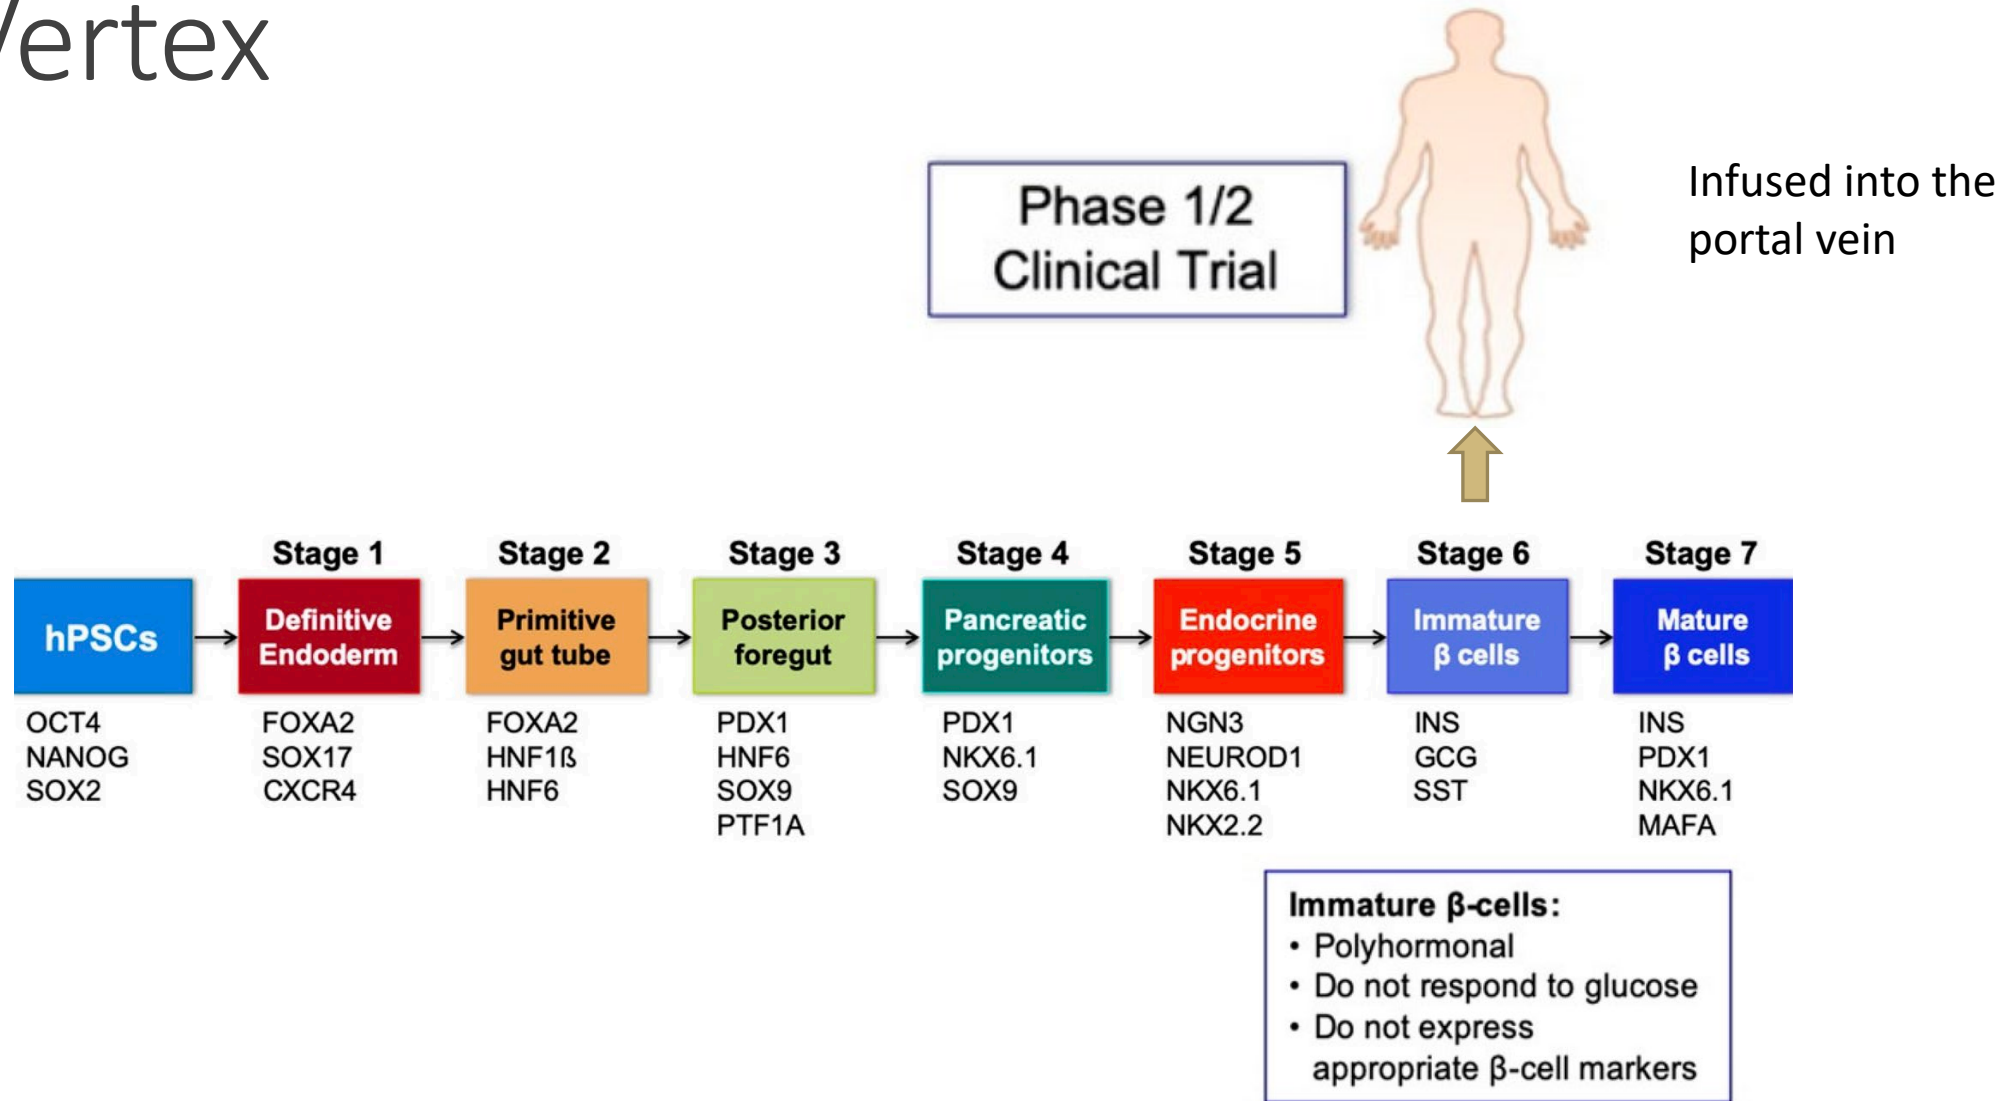 Vertex
Phase 1/2
Clinical Trial
Infused into the
portal vein
Stage 1
Stage 2
Stage 3
Stage 4
Stage 5
Stage 6
Stage 7
hPSCs
Definitive
Endoderm
Primitive
gut tube
Posterior
foregut
Pancreatic
progenitors
Endocrine
progenitors
Immature
β cells
Mature
β cells
OCT4
NANOG
SOX2
FOXA2
SOX17
CXCR4
FOXA2
HNF1ß
HNF6
PDX1
HNF6
SOX9
PTF1A
PDX1
NKX6.1
SOX9
NGN3
NEUROD1
NKX6.1
NKX2.2
INS
GCG
SST
INS
PDX1
NKX6.1
MAFA
Immature β-cells:
• Polyhormonal
• Do not respond to glucose
• Do not express
appropriate β-cell markers